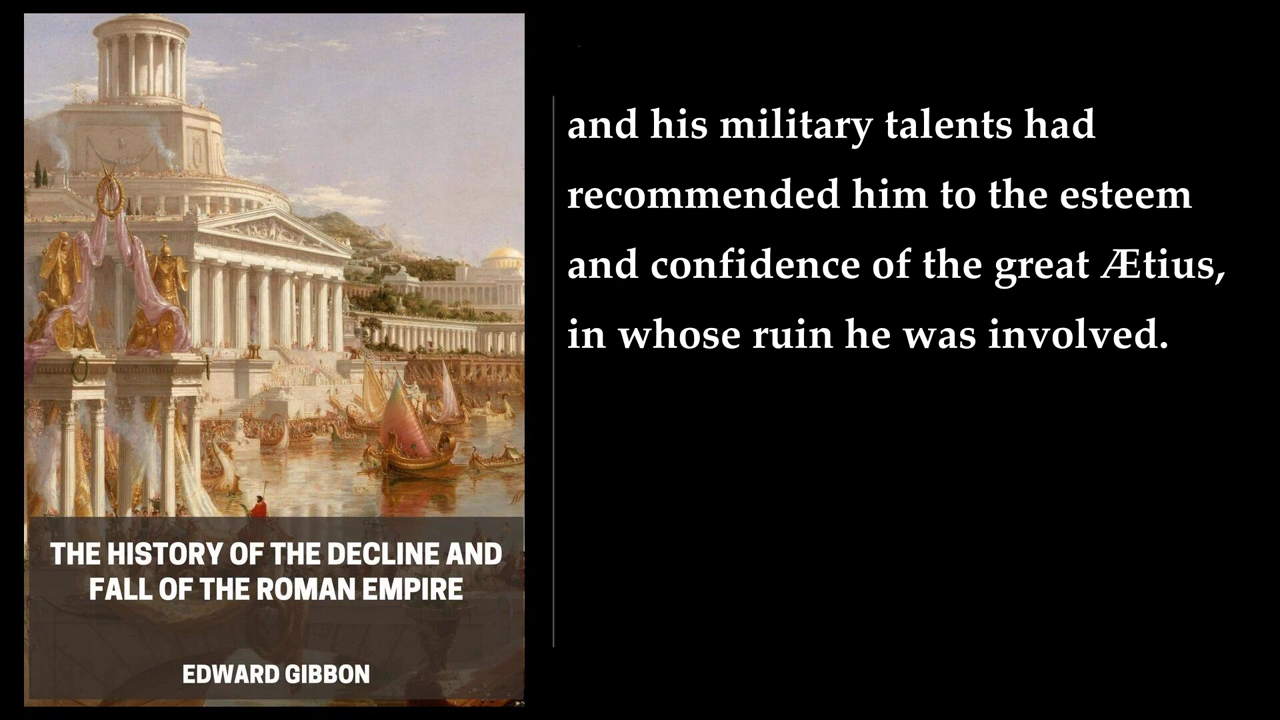 and his military talents had
recommended him to the esteem
and confidence of the great Ætius,
in whose ruin he was involved.
THE HISTORY OF THE DECLINE AND
FALL OF THE ROMAN EMPIRE
EDWARD GIBBON